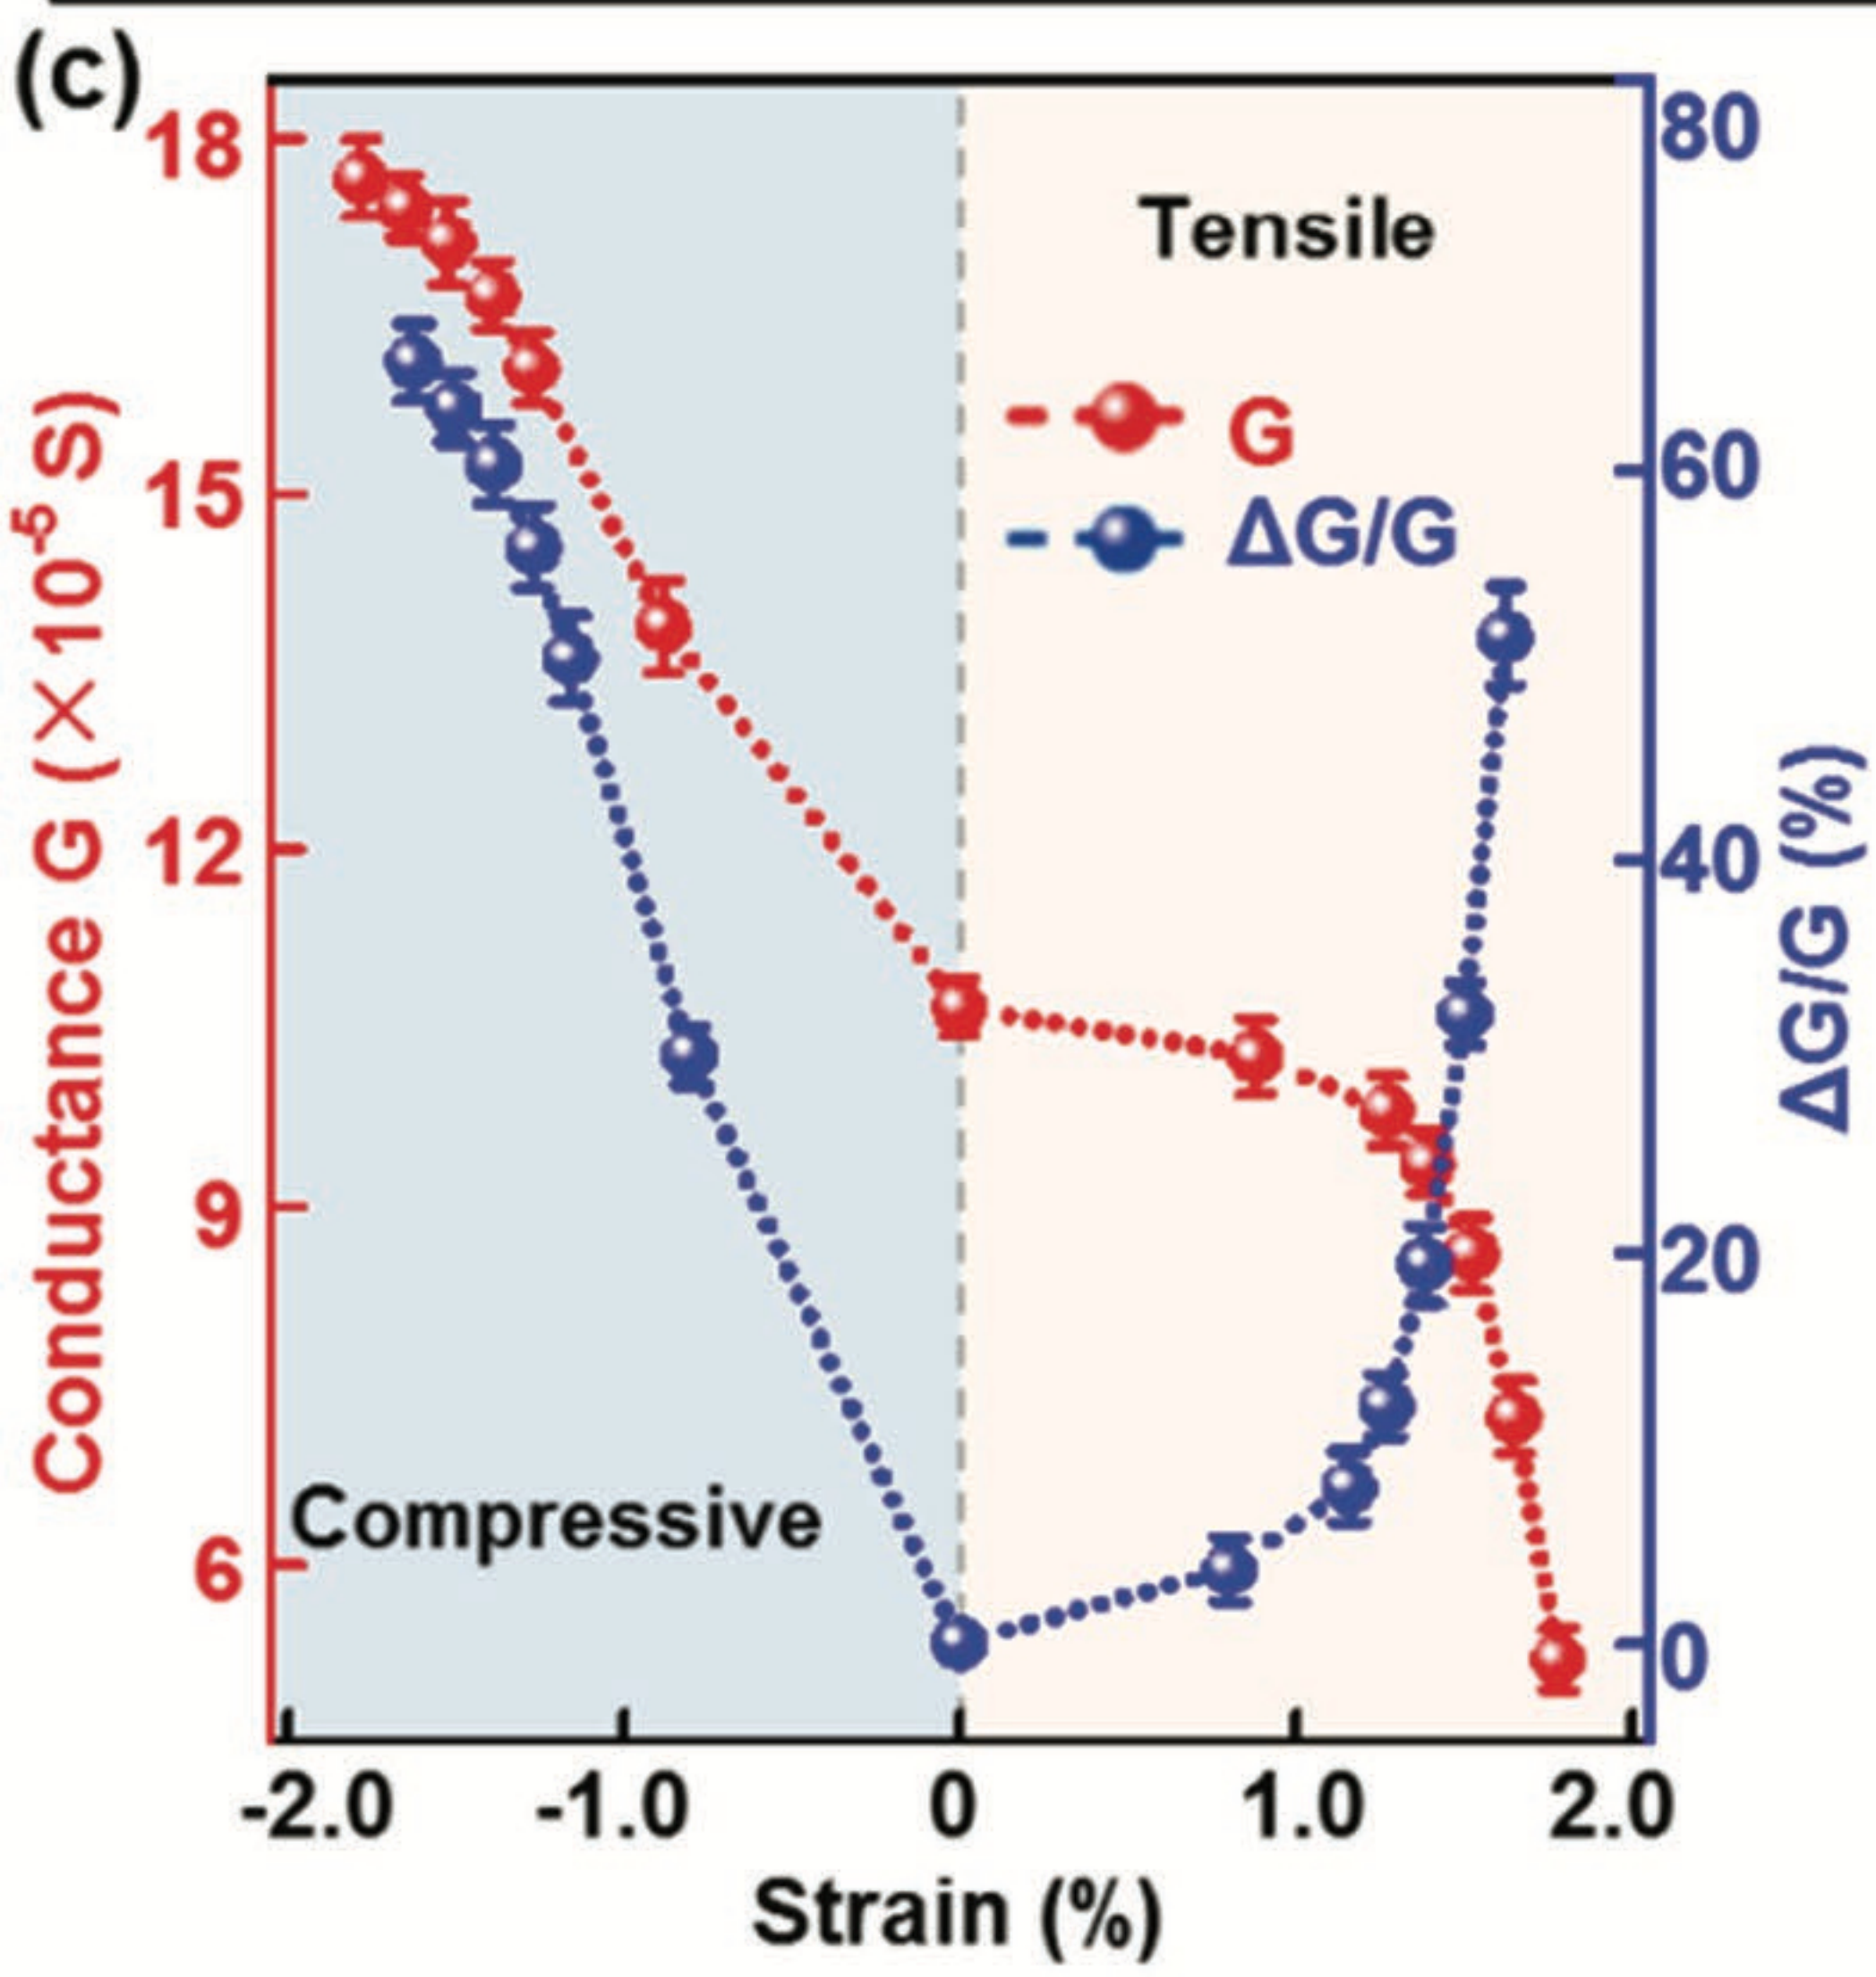 (c)
18
15
12
9
6
Conductance G (×10-5 S)
Tensile
G
ΔG/G
Compressive
80
60
40
20
0
ΔG/G (%)
-2.0 -1.0 0 1.0 2.0
Strain (%)